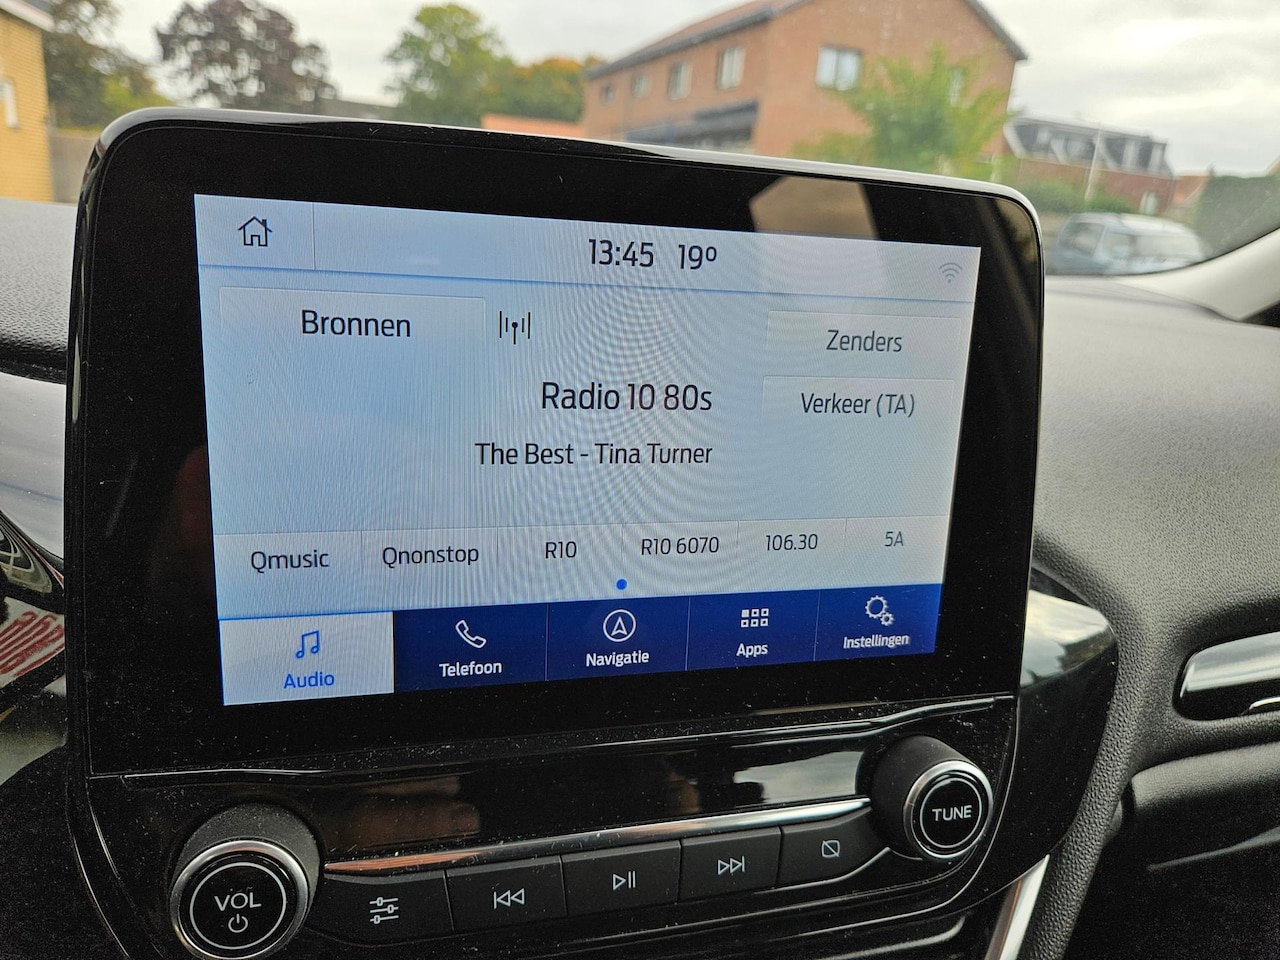 13:45 19°
Bronnen
Zenders
Radio 10 80s
Verkeer (TA)
The Best - Tina Turner
Qmusic Qnonstop R10 R10 6070 106.30 5A
Audio Telefoon Navigatie Apps Instellingen
VOL
TUNE